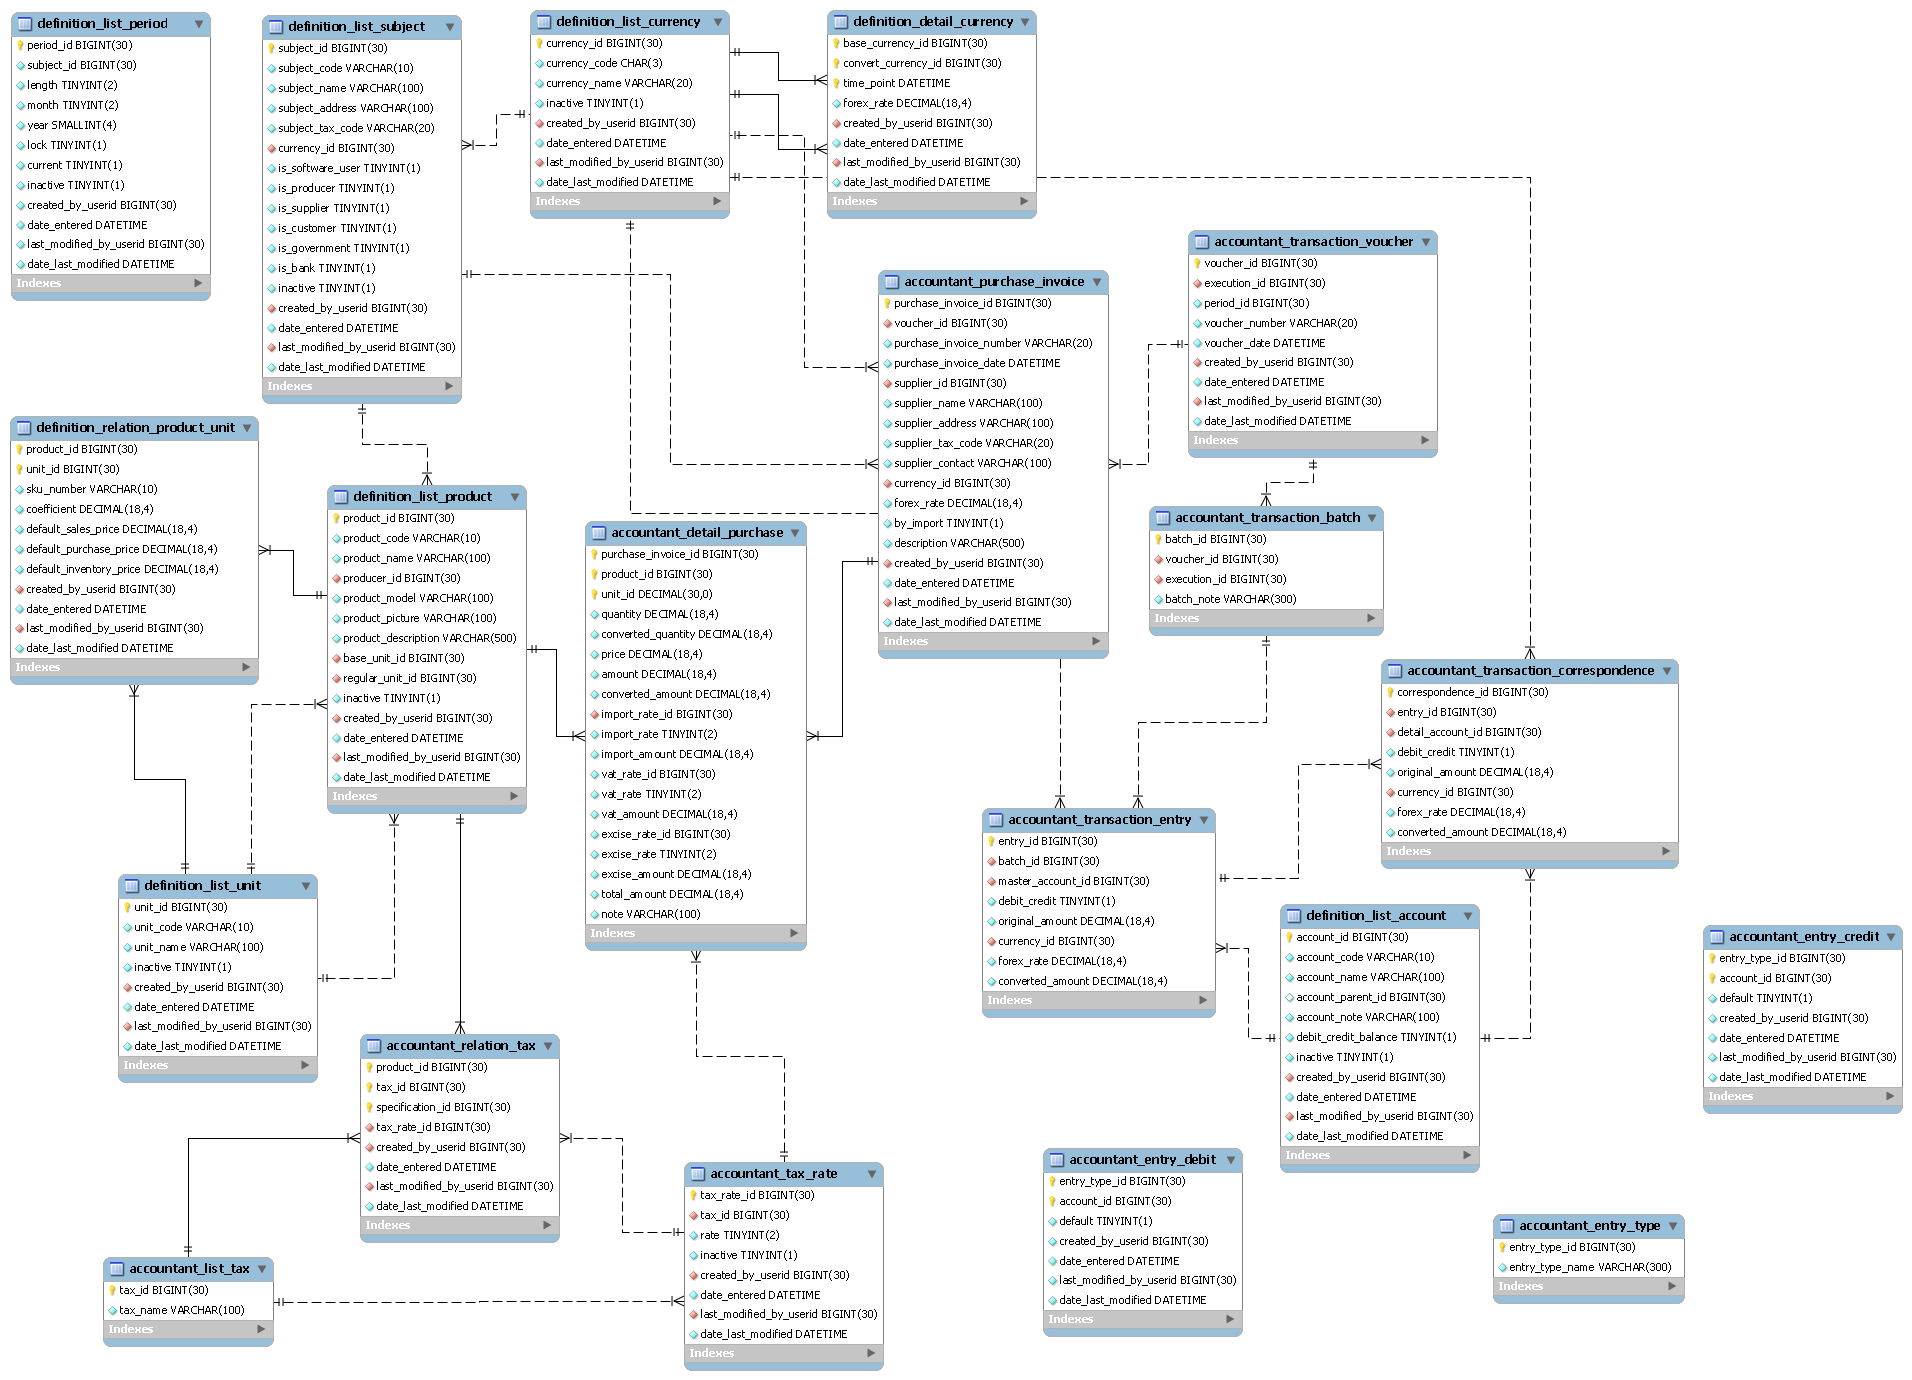 definition_list_period
period_id BIGINT(30)
subject_id BIGINT(30)
length TINYINT(2)
month TINYINT(2)
year SMALLINT(4)
lock TINYINT(1)
current TINYINT(1)
inactive TINYINT(1)
created_by_userid BIGINT(30)
date_entered DATETIME
last_modified_by_userid BIGINT(30)
date_last_modified DATETIME
Indexes
definition_list_subject
subject_id BIGINT(30)
subject_code VARCHAR(10)
subject_name VARCHAR(100)
subject_address VARCHAR(100)
subject_tax_code VARCHAR(20)
currency_id BIGINT(30)
is_software_user TINYINT(1)
is_producer TINYINT(1)
is_supplier TINYINT(1)
is_customer TINYINT(1)
is_government TINYINT(1)
is_bank TINYINT(1)
inactive TINYINT(1)
created_by_userid BIGINT(30)
date_entered DATETIME
last_modified_by_userid BIGINT(30)
date_last_modified DATETIME
Indexes
definition_list_currency
currency_id BIGINT(30)
currency_code CHAR(3)
currency_name VARCHAR(20)
inactive TINYINT(1)
created_by_userid BIGINT(30)
date_entered DATETIME
last_modified_by_userid BIGINT(30)
date_last_modified DATETIME
Indexes
definition_detail_currency
base_currency_id BIGINT(30)
convert_currency_id BIGINT(30)
time_point DATETIME
forex_rate DECIMAL(18,4)
created_by_userid BIGINT(30)
date_entered DATETIME
last_modified_by_userid BIGINT(30)
date_last_modified DATETIME
Indexes
accountant_purchase_invoice
purchase_invoice_id BIGINT(30)
voucher_id BIGINT(30)
purchase_invoice_number VARCHAR(20)
purchase_invoice_date DATETIME
supplier_id BIGINT(30)
supplier_name VARCHAR(100)
supplier_address VARCHAR(100)
supplier_tax_code VARCHAR(20)
supplier_contact VARCHAR(100)
currency_id BIGINT(30)
forex_rate DECIMAL(18,4)
by_import TINYINT(1)
description VARCHAR(500)
created_by_userid BIGINT(30)
date_entered DATETIME
last_modified_by_userid BIGINT(30)
date_last_modified DATETIME
Indexes
accountant_transaction_voucher
voucher_id BIGINT(30)
execution_id BIGINT(30)
period_id BIGINT(30)
voucher_number VARCHAR(20)
voucher_date DATETIME
created_by_userid BIGINT(30)
date_entered DATETIME
last_modified_by_userid BIGINT(30)
date_last_modified DATETIME
Indexes
definition_relation_product_unit
product_id BIGINT(30)
unit_id BIGINT(30)
sku_number VARCHAR(10)
coefficient DECIMAL(18,4)
default_sales_price DECIMAL(18,4)
default_purchase_price DECIMAL(18,4)
default_inventory_price DECIMAL(18,4)
created_by_userid BIGINT(30)
date_entered DATETIME
last_modified_by_userid BIGINT(30)
date_last_modified DATETIME
Indexes
definition_list_product
product_id BIGINT(30)
product_code VARCHAR(10)
product_name VARCHAR(100)
producer_id BIGINT(30)
product_model VARCHAR(100)
product_picture VARCHAR(100)
product_description VARCHAR(500)
base_unit_id BIGINT(30)
regular_unit_id BIGINT(30)
inactive TINYINT(1)
created_by_userid BIGINT(30)
date_entered DATETIME
last_modified_by_userid BIGINT(30)
date_last_modified DATETIME
Indexes
accountant_detail_purchase
purchase_invoice_id BIGINT(30)
product_id BIGINT(30)
unit_id DECIMAL(30,0)
quantity DECIMAL(18,4)
converted_quantity DECIMAL(18,4)
price DECIMAL(18,4)
amount DECIMAL(18,4)
converted_amount DECIMAL(18,4)
import_rate_id BIGINT(30)
import_rate TINYINT(2)
import_amount DECIMAL(18,4)
vat_rate_id BIGINT(30)
vat_rate TINYINT(2)
vat_amount DECIMAL(18,4)
excise_rate_id BIGINT(30)
excise_rate TINYINT(2)
excise_amount DECIMAL(18,4)
total_amount DECIMAL(18,4)
note VARCHAR(100)
Indexes
accountant_transaction_batch
batch_id BIGINT(30)
voucher_id BIGINT(30)
execution_id BIGINT(30)
batch_note VARCHAR(300)
Indexes
accountant_transaction_correspondence
correspondence_id BIGINT(30)
entry_id BIGINT(30)
detail_account_id BIGINT(30)
debit_credit TINYINT(1)
original_amount DECIMAL(18,4)
currency_id BIGINT(30)
forex_rate DECIMAL(18,4)
converted_amount DECIMAL(18,4)
Indexes
accountant_transaction_entry
entry_id BIGINT(30)
batch_id BIGINT(30)
master_account_id BIGINT(30)
debit_credit TINYINT(1)
original_amount DECIMAL(18,4)
currency_id BIGINT(30)
forex_rate DECIMAL(18,4)
converted_amount DECIMAL(18,4)
Indexes
definition_list_unit
unit_id BIGINT(30)
unit_code VARCHAR(10)
unit_name VARCHAR(100)
inactive TINYINT(1)
created_by_userid BIGINT(30)
date_entered DATETIME
last_modified_by_userid BIGINT(30)
date_last_modified DATETIME
Indexes
definition_list_account
account_id BIGINT(30)
account_code VARCHAR(10)
account_name VARCHAR(100)
account_parent_id BIGINT(30)
account_note VARCHAR(100)
debit_credit_balance TINYINT(1)
inactive TINYINT(1)
created_by_userid BIGINT(30)
date_entered DATETIME
last_modified_by_userid BIGINT(30)
date_last_modified DATETIME
Indexes
accountant_entry_credit
entry_type_id BIGINT(30)
account_id BIGINT(30)
default TINYINT(1)
created_by_userid BIGINT(30)
date_entered DATETIME
last_modified_by_userid BIGINT(30)
date_last_modified DATETIME
Indexes
accountant_relation_tax
product_id BIGINT(30)
tax_id BIGINT(30)
specification_id BIGINT(30)
tax_rate_id BIGINT(30)
created_by_userid BIGINT(30)
date_entered DATETIME
last_modified_by_userid BIGINT(30)
date_last_modified DATETIME
Indexes
accountant_tax_rate
tax_rate_id BIGINT(30)
tax_id BIGINT(30)
rate TINYINT(2)
inactive TINYINT(1)
created_by_userid BIGINT(30)
date_entered DATETIME
last_modified_by_userid BIGINT(30)
date_last_modified DATETIME
Indexes
accountant_entry_debit
entry_type_id BIGINT(30)
account_id BIGINT(30)
default TINYINT(1)
created_by_userid BIGINT(30)
date_entered DATETIME
last_modified_by_userid BIGINT(30)
date_last_modified DATETIME
Indexes
accountant_entry_type
entry_type_id BIGINT(30)
entry_type_name VARCHAR(300)
Indexes
accountant_list_tax
tax_id BIGINT(30)
tax_name VARCHAR(100)
Indexes